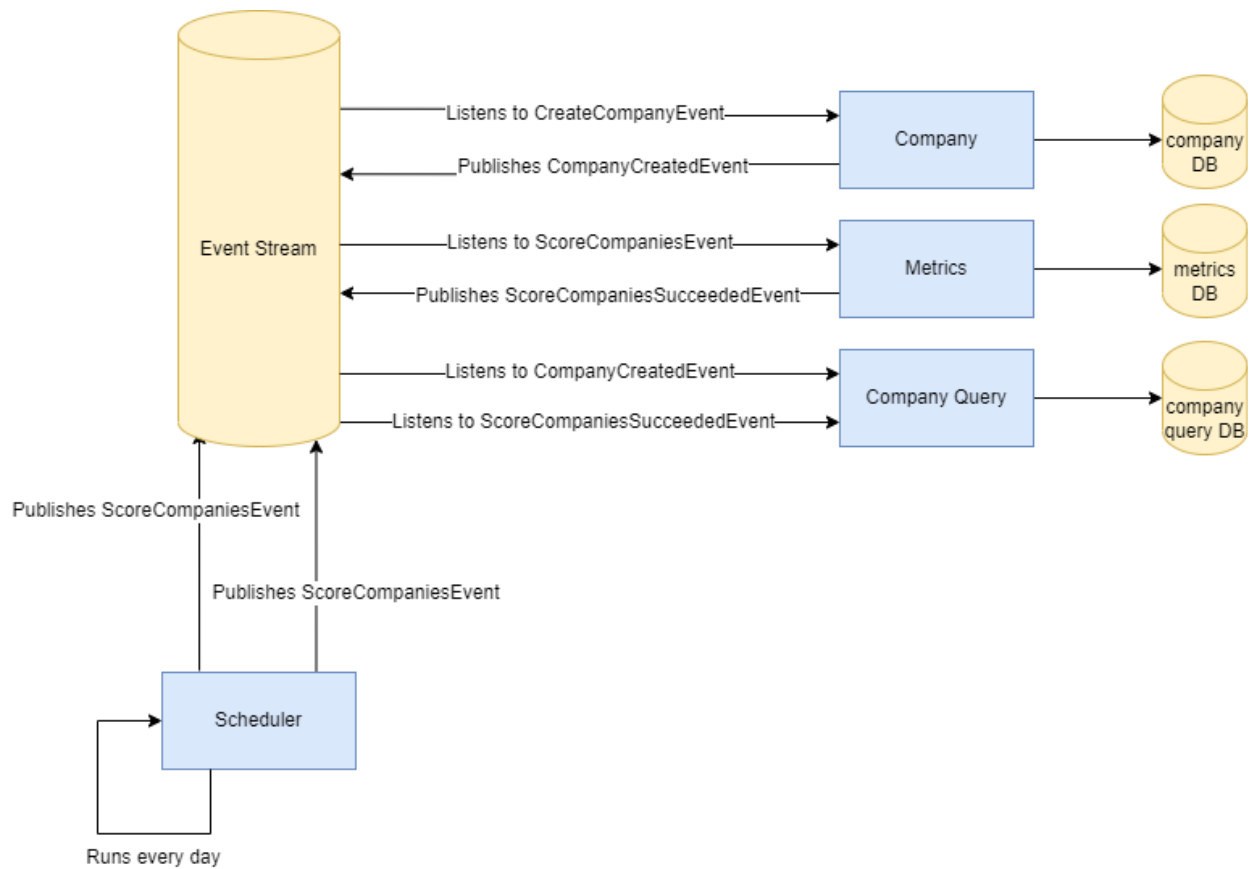 Listens to CreateCompanyEvent
Company
company
DB
Publishes CompanyCreatedEvent
Event Stream
Listens to ScoreCompaniesEvent
Metrics
metrics
DB
Publishes ScoreCompaniesSucceededEvent
Listens to CompanyCreatedEvent
Company Query
company
query DB
Listens to ScoreCompaniesSucceededEvent
Publishes ScoreCompaniesEvent
Publishes ScoreCompaniesEvent
Scheduler
Runs every day